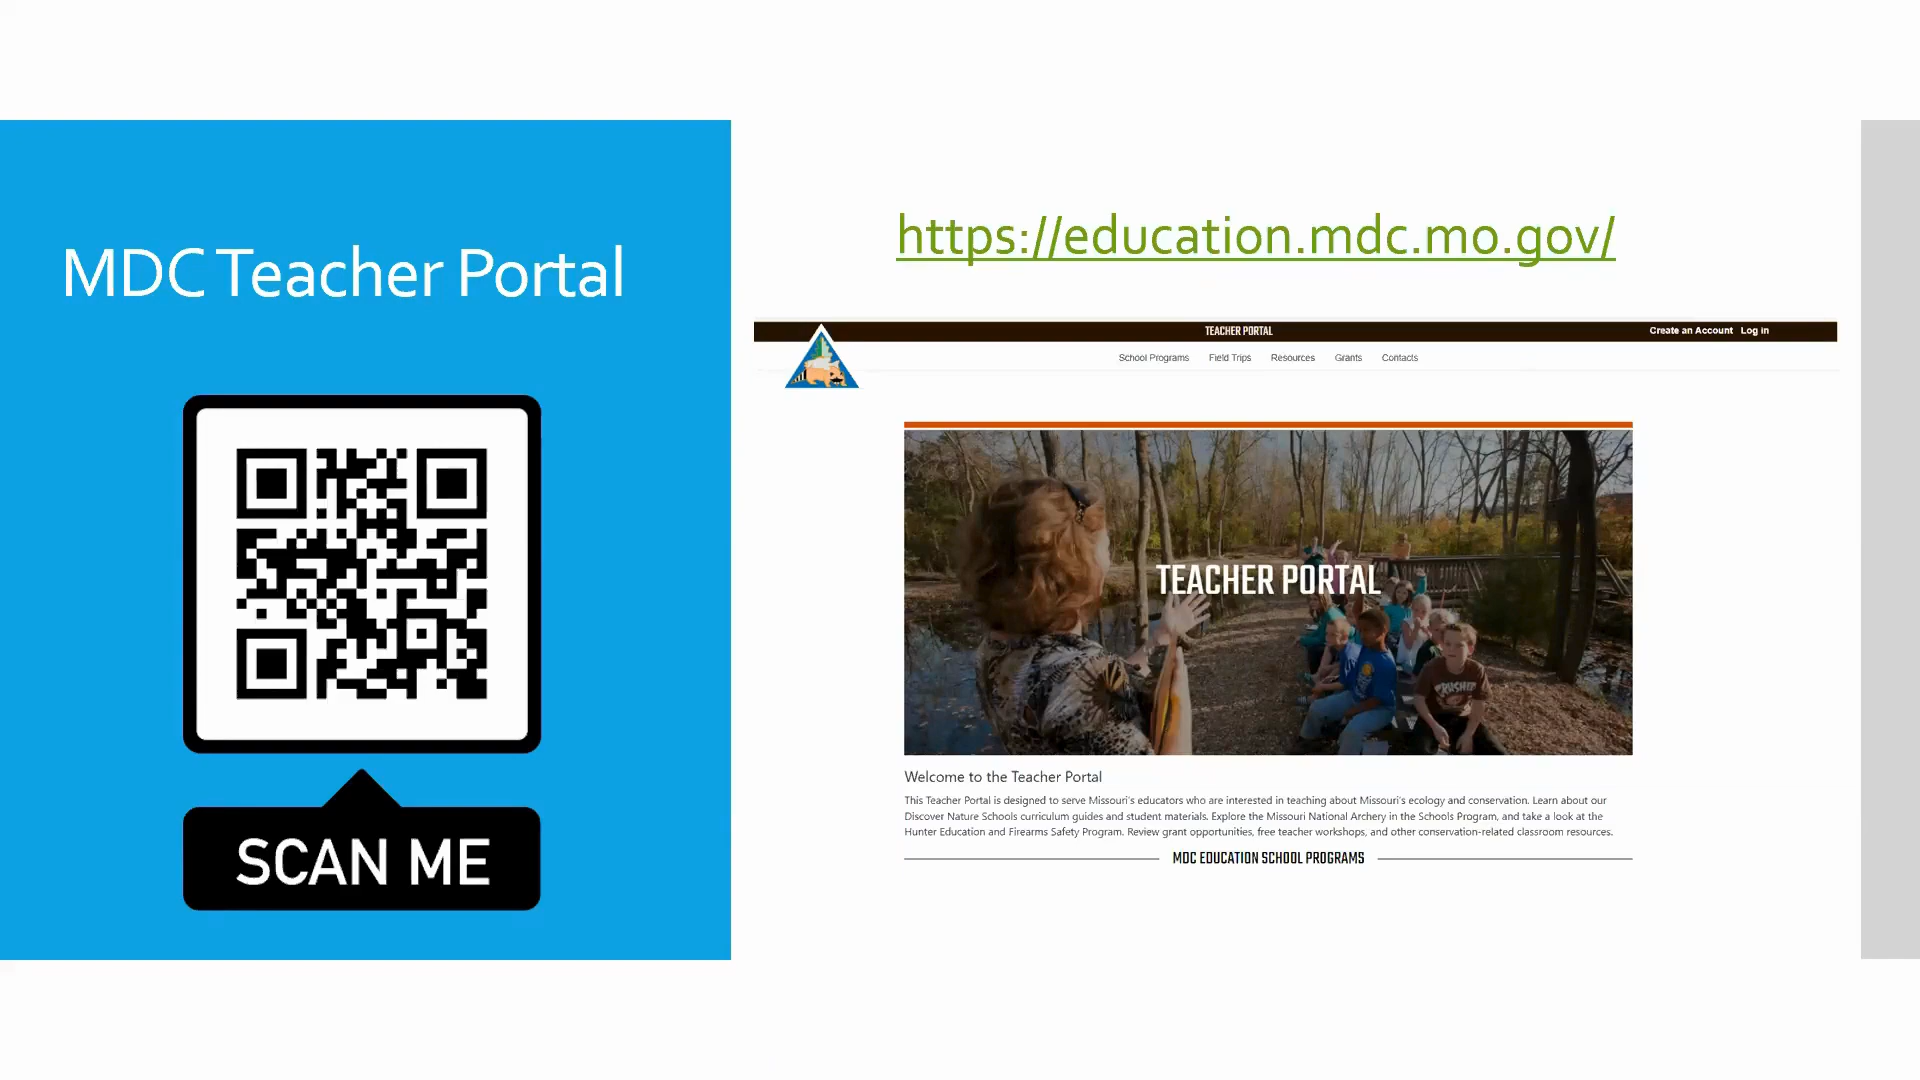 MDC Teacher Portal
SCAN ME
https://education.mdc.mo.gov/
TEACHER PORTAL
Create an Account Log in
School Programs Field Trips Resources Grants Contacts
TEACHER PORTAL
CRUSHED
Welcome to the Teacher Portal
This Teacher Portal is designed to serve Missouri's educators who are interested in teaching about Missouri's ecology and conservation. Learn about our
Discover Nature Schools curriculum guides and student materials. Explore the Missouri National Archery in the Schools Program, and take a look at the
Hunter Education and Firearms Safety Program. Review grant opportunities, free teacher workshops, and other conservation-related classroom resources.
MDC EDUCATION SCHOOL PROGRAMS